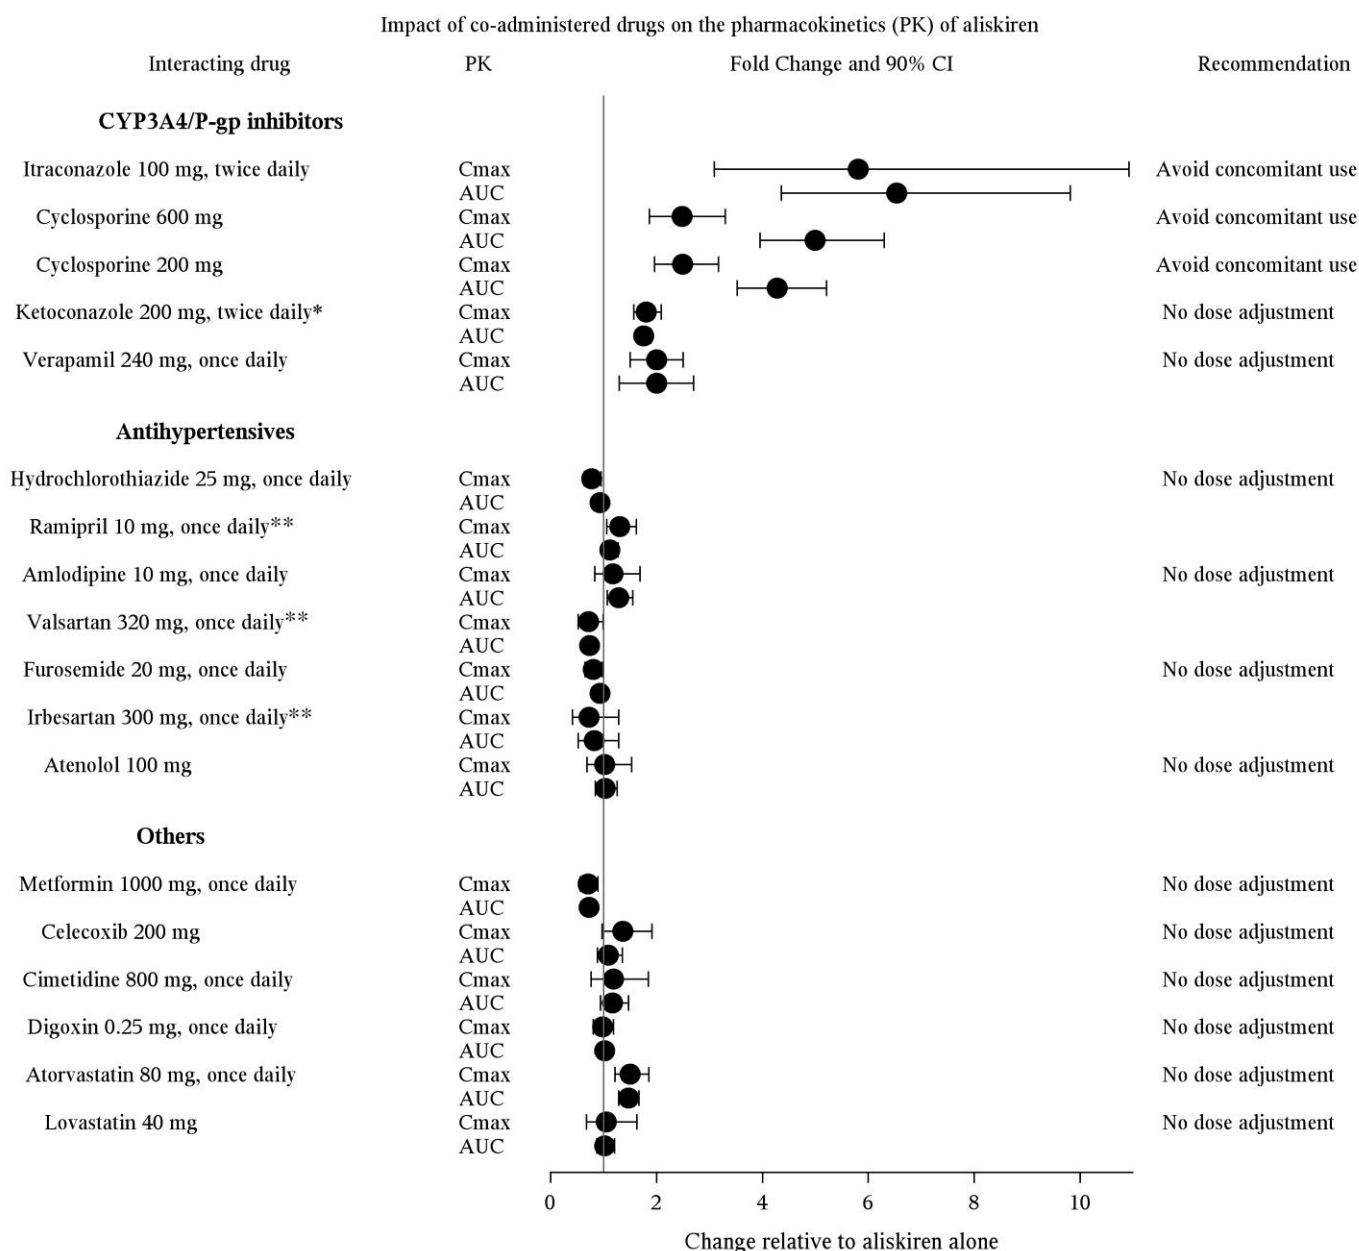 Impact of co-administered drugs on the pharmacokinetics (PK) of aliskiren
Interacting drug PK Fold Change and 90% CI Recommendation
CYP3A4/P-gp inhibitors
Itraconazole 100 mg, twice daily Cmax Avoid concomitant use
AUC
Cyclosporine 600 mg Cmax Avoid concomitant use
AUC
Cyclosporine 200 mg Cmax Avoid concomitant use
AUC
Ketoconazole 200 mg, twice daily* Cmax No dose adjustment
AUC
Verapamil 240 mg, once daily Cmax No dose adjustment
AUC
Antihypertensives
Hydrochlorothiazide 25 mg, once daily Cmax No dose adjustment
AUC
Ramipril 10 mg, once daily** Cmax
AUC
Amlodipine 10 mg, once daily Cmax No dose adjustment
AUC
Valsartan 320 mg, once daily** Cmax
AUC
Furosemide 20 mg, once daily Cmax No dose adjustment
AUC
Irbesartan 300 mg, once daily** Cmax
AUC
Atenolol 100 mg Cmax No dose adjustment
AUC
Others
Metformin 1000 mg, once daily Cmax No dose adjustment
AUC
Celecoxib 200 mg Cmax No dose adjustment
AUC
Cimetidine 800 mg, once daily Cmax No dose adjustment
AUC
Digoxin 0.25 mg, once daily Cmax No dose adjustment
AUC
Atorvastatin 80 mg, once daily Cmax No dose adjustment
AUC
Lovastatin 40 mg Cmax No dose adjustment
AUC
0 2 4 6 8 10
Change relative to aliskiren alone